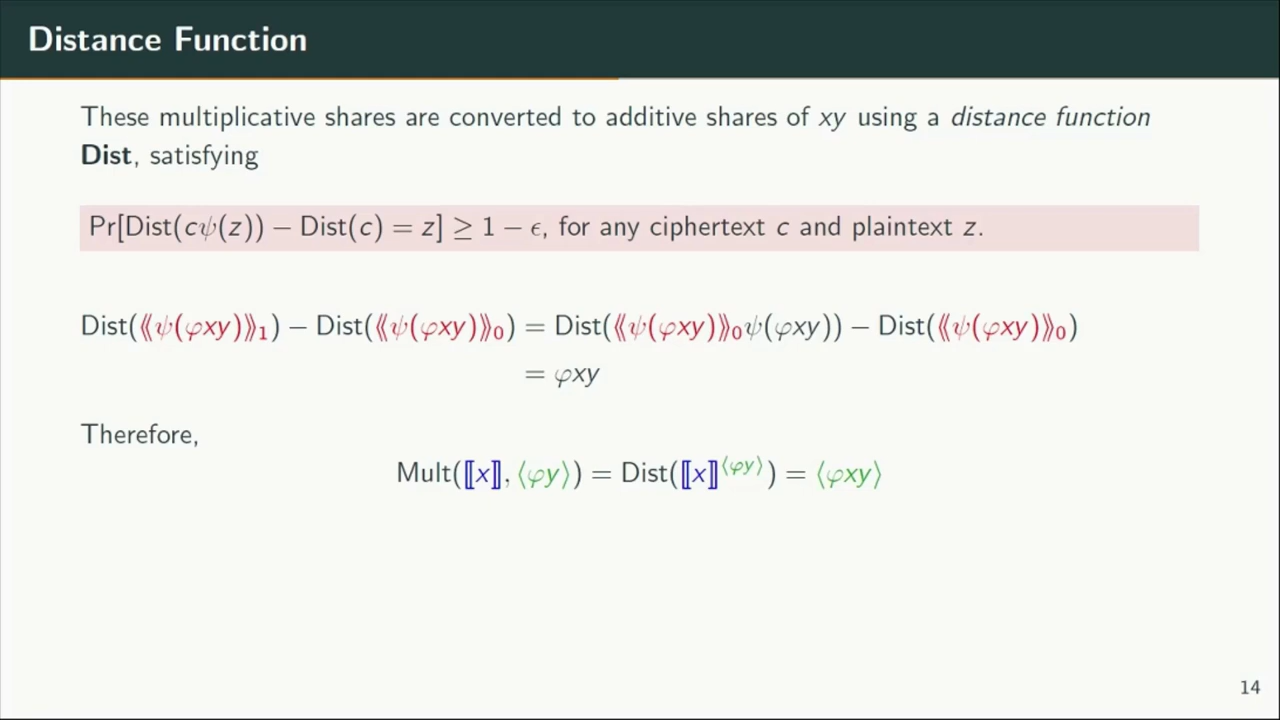 Distance Function
These multiplicative shares are converted to additive shares of xy using a distance function
Dist, satisfying
Pr[Dist(cψ(z)) − Dist(c) = z] ≥ 1 − ϵ, for any ciphertext c and plaintext z.
Dist(⟪ψ(φxy)⟫₁) − Dist(⟪ψ(φxy)⟫₀) = Dist(⟪ψ(φxy)⟫₀ψ(φxy)) − Dist(⟪ψ(φxy)⟫₀)
= φxy
Therefore,
Mult(⟦x⟧, ⟨φy⟩) = Dist(⟦x⟧^⟨φy⟩) = ⟨φxy⟩
14